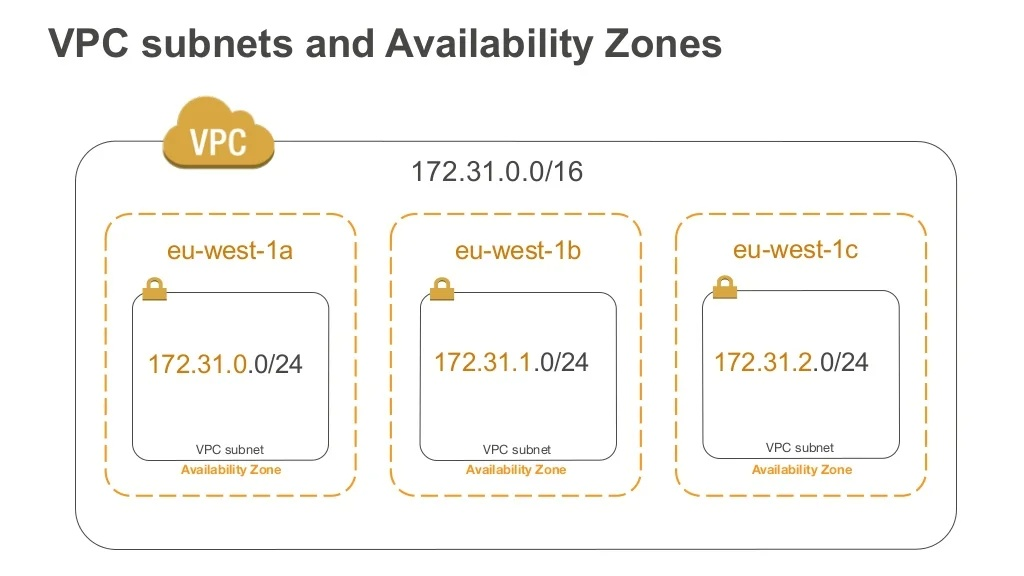 VPC subnets and Availability Zones
VPC
172.31.0.0/16
eu-west-1a
172.31.0.0/24
VPC subnet
Availability Zone
eu-west-1b
172.31.1.0/24
VPC subnet
Availability Zone
eu-west-1c
172.31.2.0/24
VPC subnet
Availability Zone